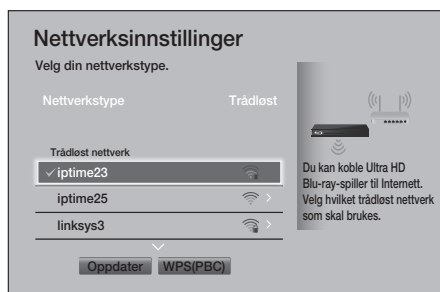 Nettverksinnstillinger
Velg din nettverkstype.
Nettverkstype Trådløst
Trådløst nettverk
iptime23
iptime25
linksys3
Oppdater WPS(PBC)
Du kan koble Ultra HD
Blu-ray-spiller til Internett.
Velg hvilket trådløst nettverk
som skal brukes.